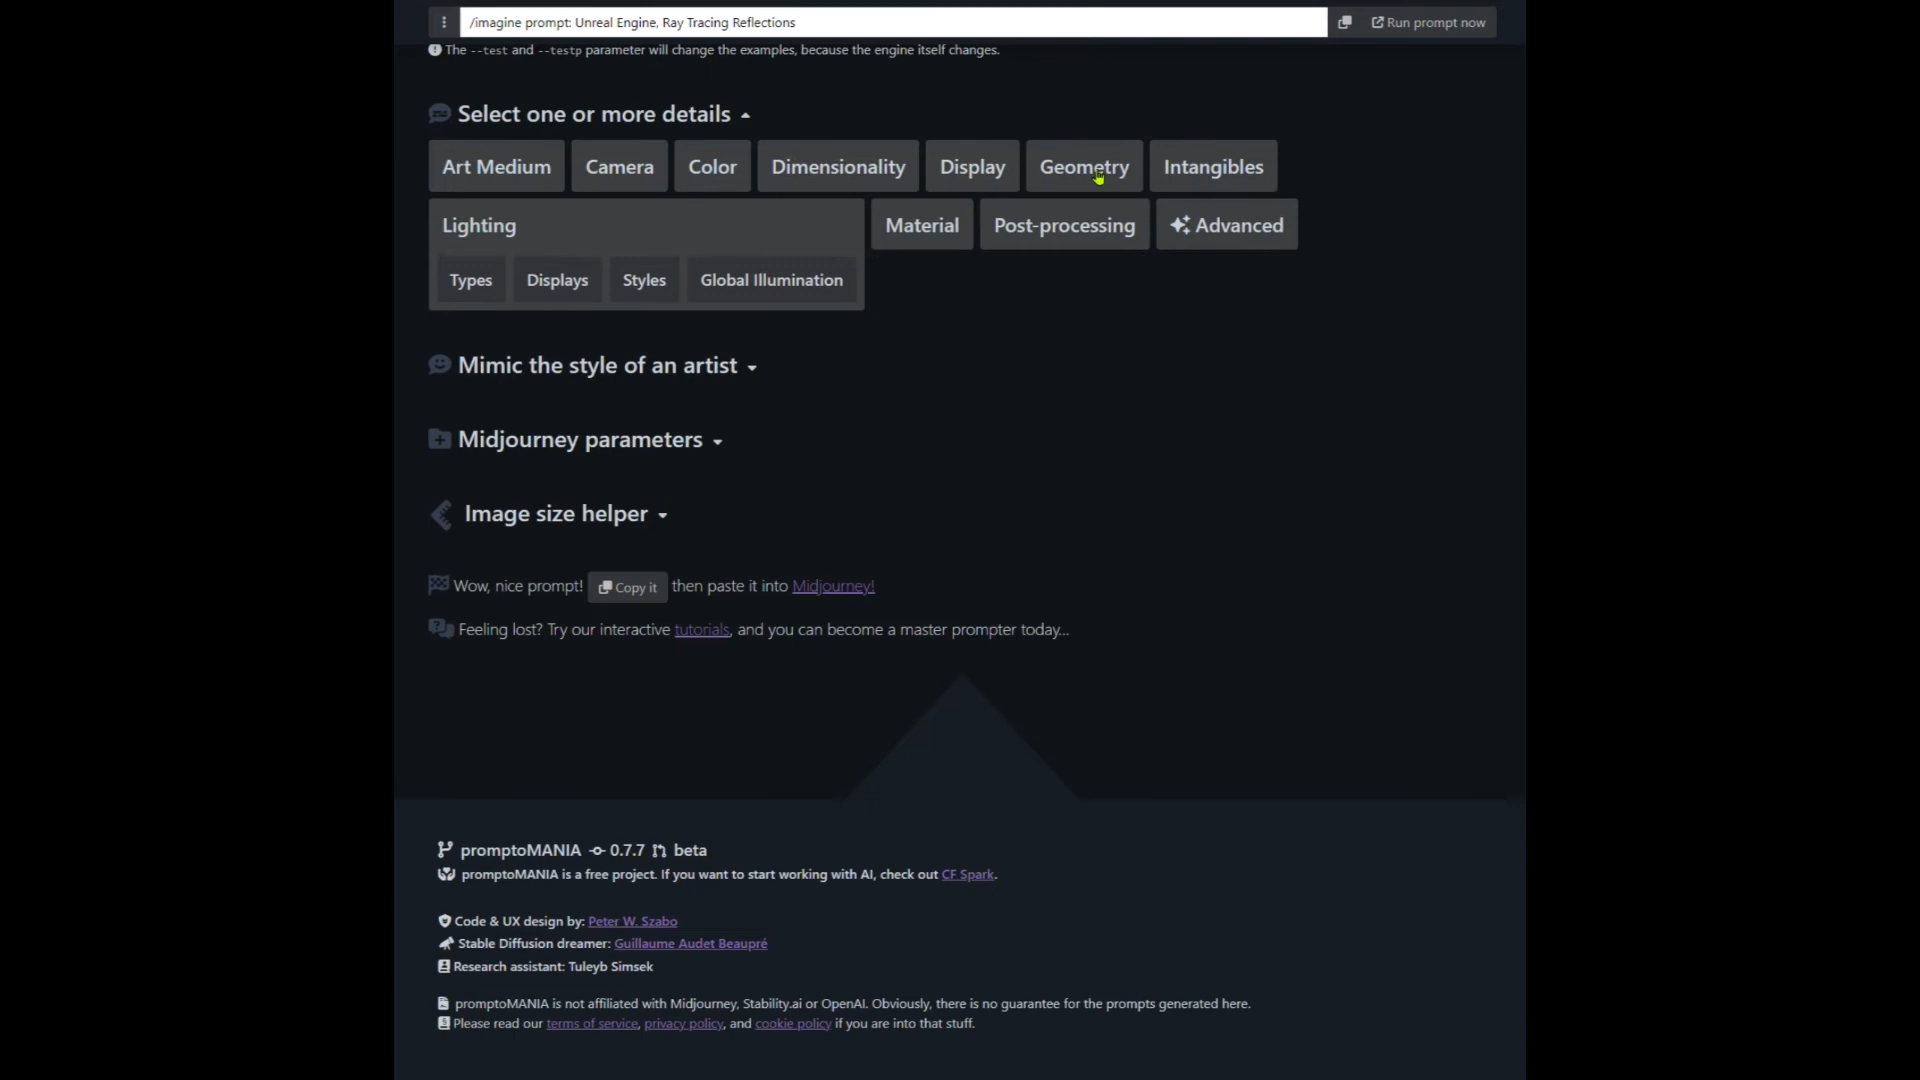 /imagine prompt: Unreal Engine, Ray Tracing Reflections
Run prompt now
The --test and --testp parameter will change the examples, because the engine itself changes.
Select one or more details
Art Medium Camera Color Dimensionality Display Geometry Intangibles
Lighting Material Post-processing Advanced
Types Displays Styles Global Illumination
Mimic the style of an artist
Midjourney parameters
Image size helper
Wow, nice prompt! Copy it then paste it into Midjourney!
Feeling lost? Try our interactive tutorials, and you can become a master prompter today...
promptoMANIA 0.7.7 beta
promptoMANIA is a free project. If you want to start working with AI, check out CF Spark.
Code & UX design by: Peter W. Szabo
Stable Diffusion dreamer: Guillaume Audet Beaupré
Research assistant: Tuleyb Simsek
promptoMANIA is not affiliated with Midjourney, Stability.ai or OpenAI. Obviously, there is no guarantee for the prompts generated here.
Please read our terms of service, privacy policy, and cookie policy if you are into that stuff.